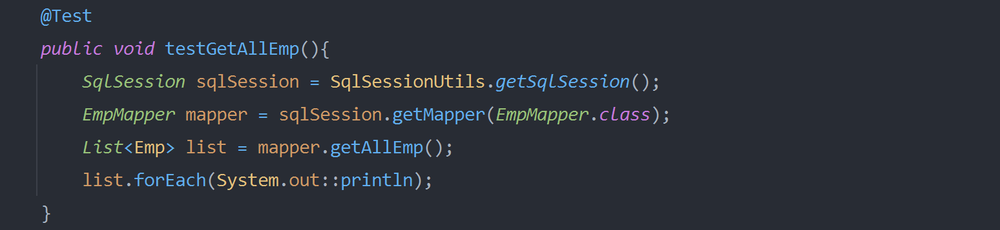 @Test
public void testGetAllEmp(){
SqlSession sqlSession = SqlSessionUtils.getSqlSession();
EmpMapper mapper = sqlSession.getMapper(EmpMapper.class);
List<Emp> list = mapper.getAllEmp();
list.forEach(System.out::println);
}